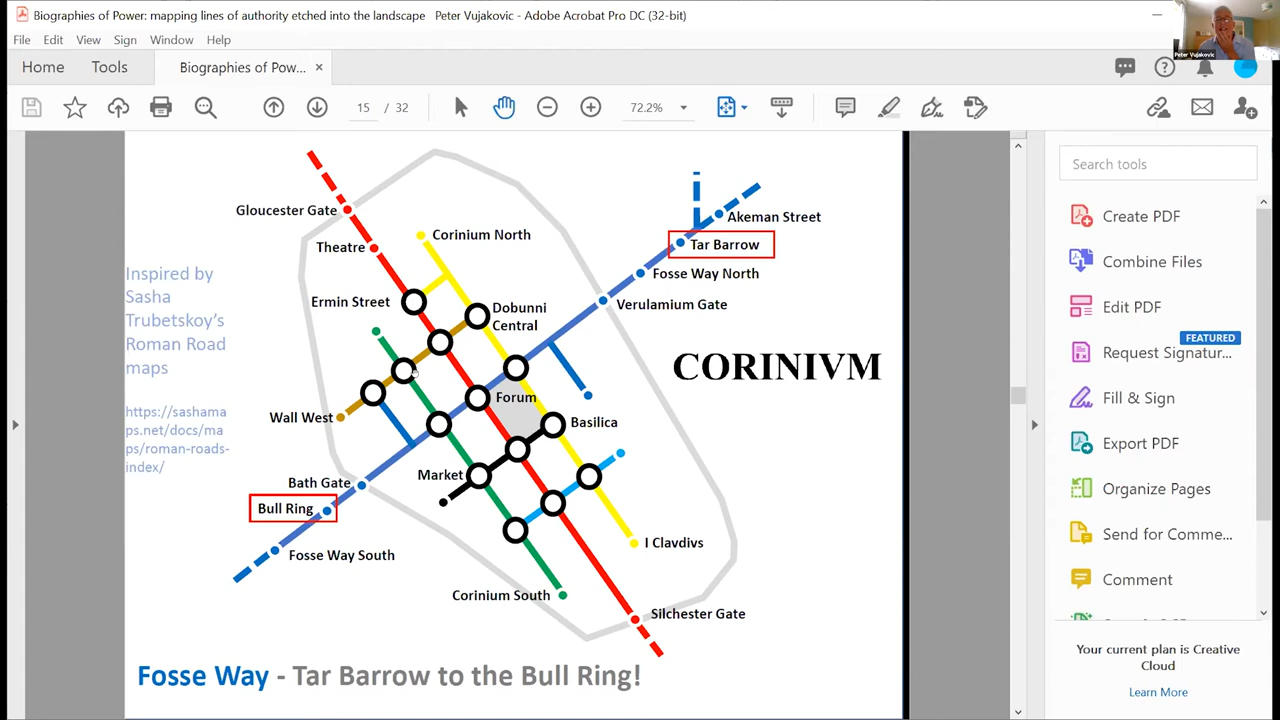 Biographies of Power: mapping lines of authority etched into the landscape Peter Vujakovic - Adobe Acrobat Pro DC (32-bit)
Peter Vujakovic
File Edit View Sign Window Help
Home Tools Biographies of Pow... ×
15 / 32 72.2%
Search tools
Create PDF
Combine Files
Edit PDF
FEATURED
Request Signatur...
Fill & Sign
Export PDF
Organize Pages
Send for Comme...
Comment
Your current plan is Creative
Cloud
Learn More
Inspired by
Sasha
Trubetskoy's
Roman Road
maps
https://sashama
ps.net/docs/ma
ps/roman-roads-
index/
Gloucester Gate
Theatre
Corinium North
Ermin Street
Dobunni
Central
Akeman Street
Tar Barrow
Fosse Way North
Verulamium Gate
CORINIVM
Forum
Wall West
Basilica
Market
Bath Gate
Bull Ring
Fosse Way South
I Clavdivs
Corinium South
Silchester Gate
Fosse Way - Tar Barrow to the Bull Ring!